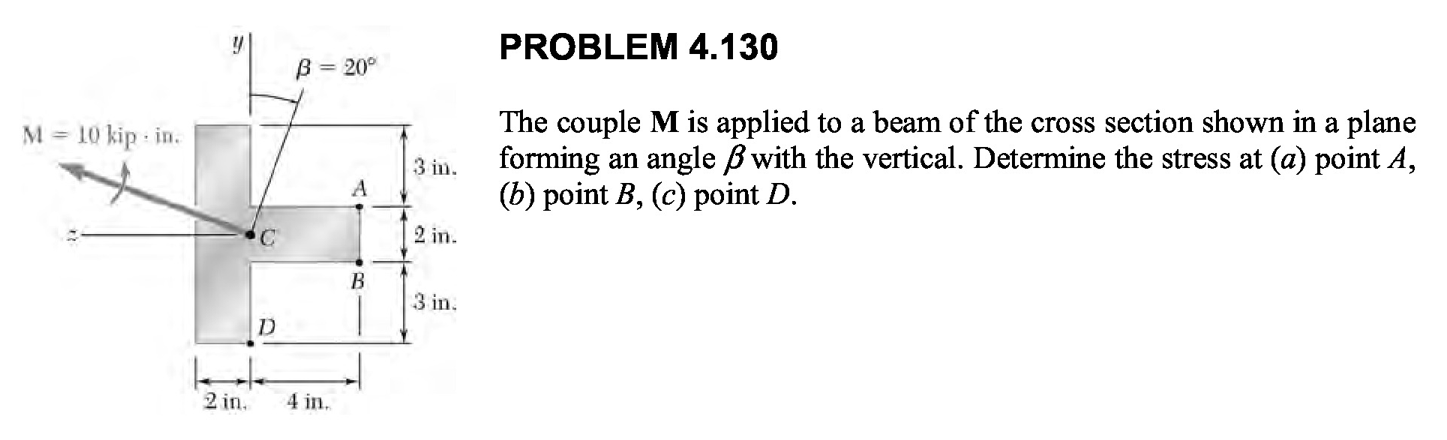 y
β = 20°
M = 10 kip · in.
3 in.
A
z
C
2 in.
B
3 in.
D
2 in.
4 in.
PROBLEM 4.130
The couple M is applied to a beam of the cross section shown in a plane
forming an angle β with the vertical. Determine the stress at (a) point A,
(b) point B, (c) point D.